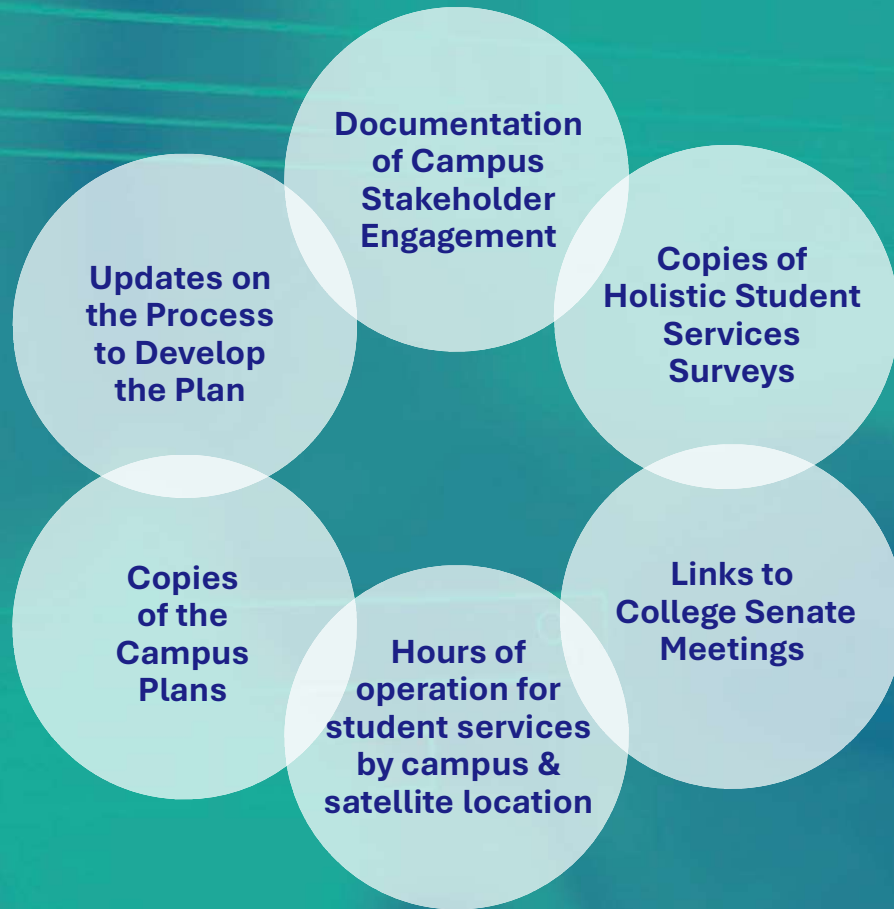 Documentation
of Campus
Stakeholder
Engagement
Copies of
Holistic Student
Services
Surveys
Links to
College Senate
Meetings
Hours of
operation for
student services
by campus &
satellite location
Copies
of the
Campus
Plans
Updates on
the Process
to Develop
the Plan